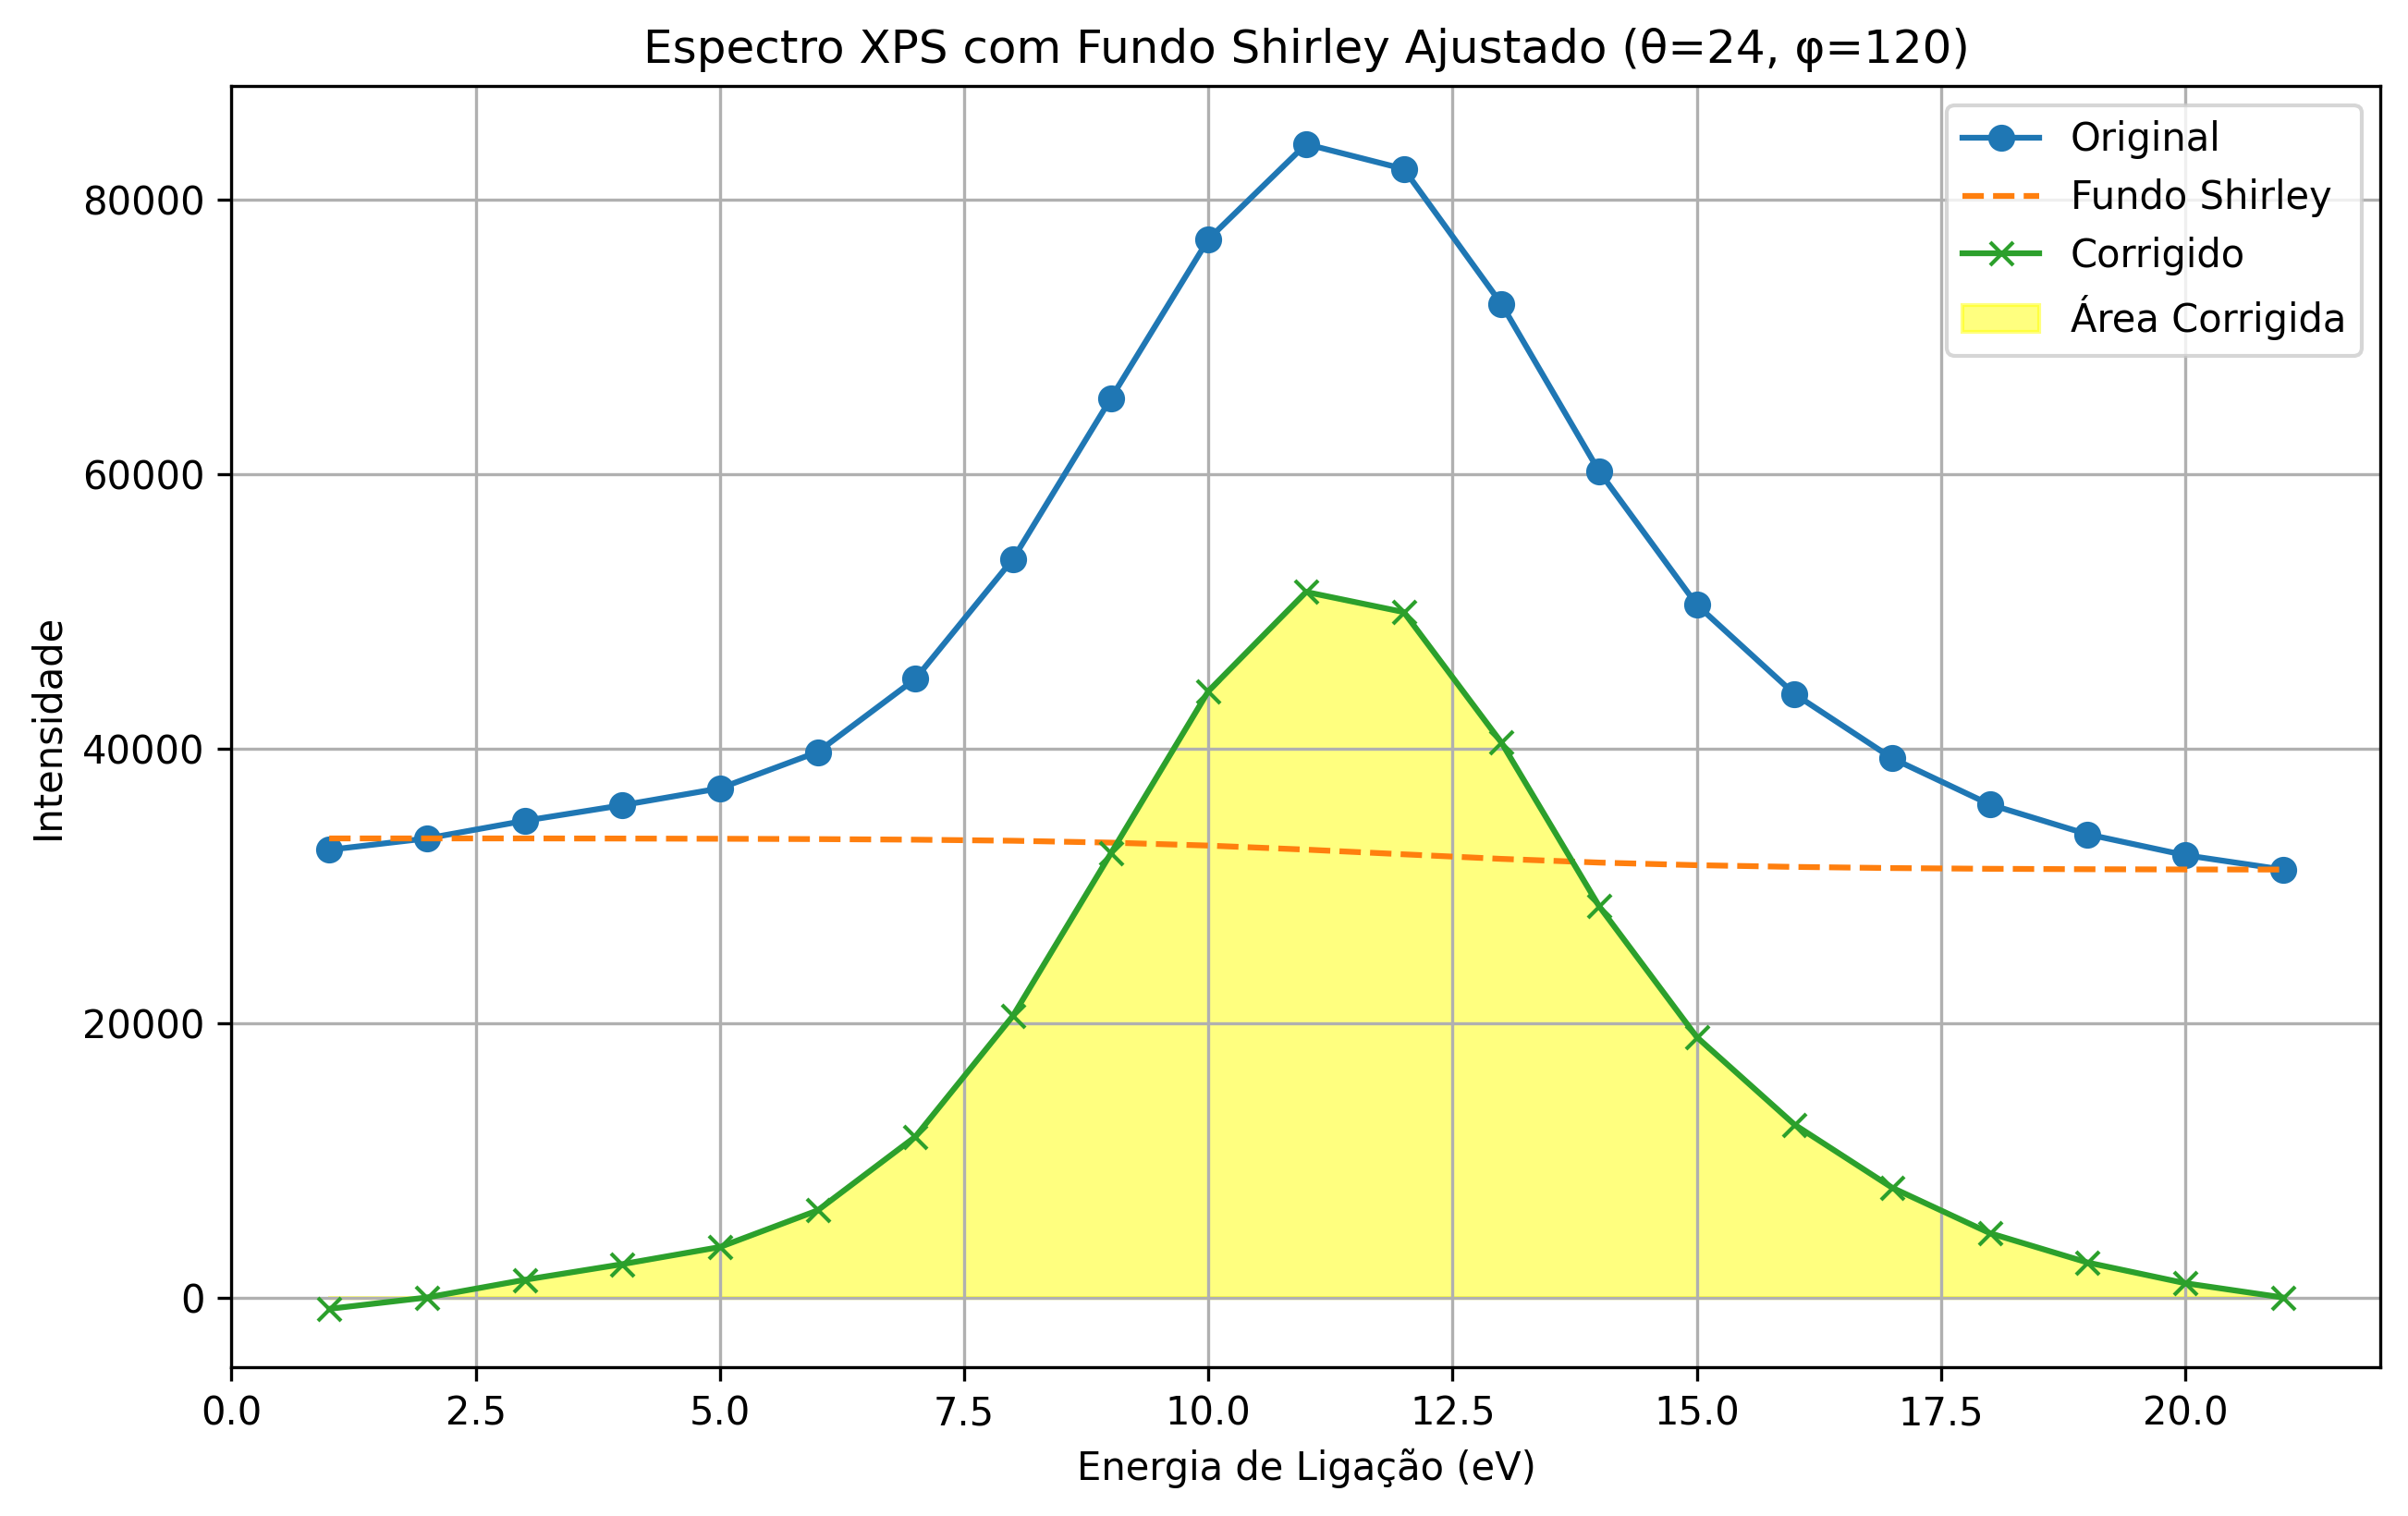 Espectro XPS com Fundo Shirley Ajustado (θ=24, φ=120)
Original
Fundo Shirley
Corrigido
Área Corrigida
Intensidade
80000
60000
40000
20000
0
0.0 2.5 5.0 7.5 10.0 12.5 15.0 17.5 20.0
Energia de Ligação (eV)